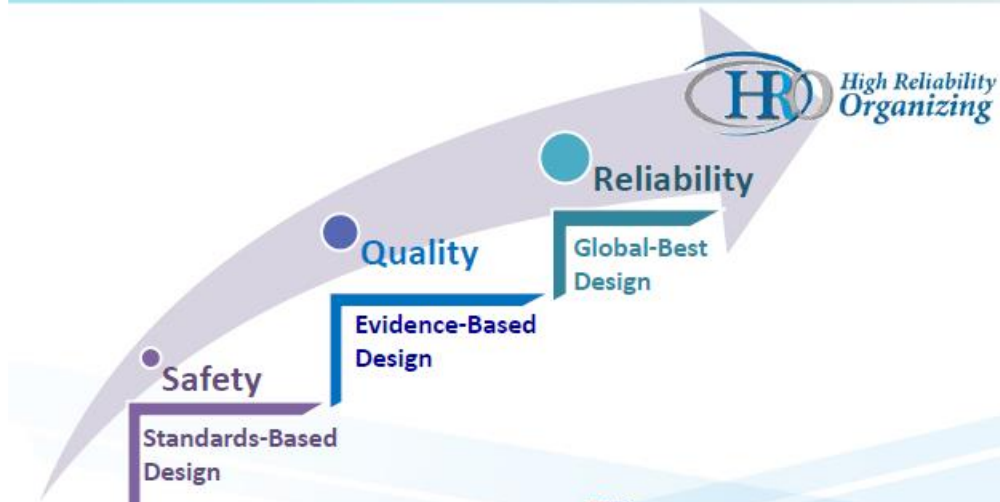 HRO
High Reliability
Organizing
Reliability
Global-Best
Design
Quality
Evidence-Based
Design
Safety
Standards-Based
Design